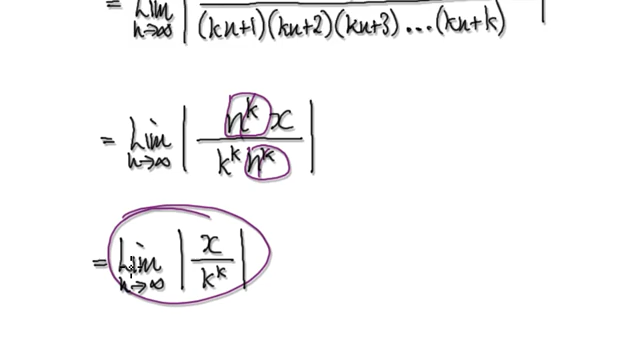 = lim n→∞ | / (kn+1)(kn+2)(kn+3)...(kn+k) |
= lim n→∞ | n^k x / k^k n^k |
= lim n→∞ | x / k^k |